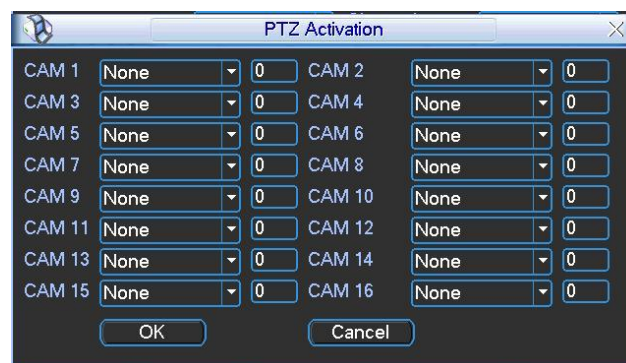 PTZ Activation
CAM 1 None 0 CAM 2 None 0
CAM 3 None 0 CAM 4 None 0
CAM 5 None 0 CAM 6 None 0
CAM 7 None 0 CAM 8 None 0
CAM 9 None 0 CAM 10 None 0
CAM 11 None 0 CAM 12 None 0
CAM 13 None 0 CAM 14 None 0
CAM 15 None 0 CAM 16 None 0
OK Cancel